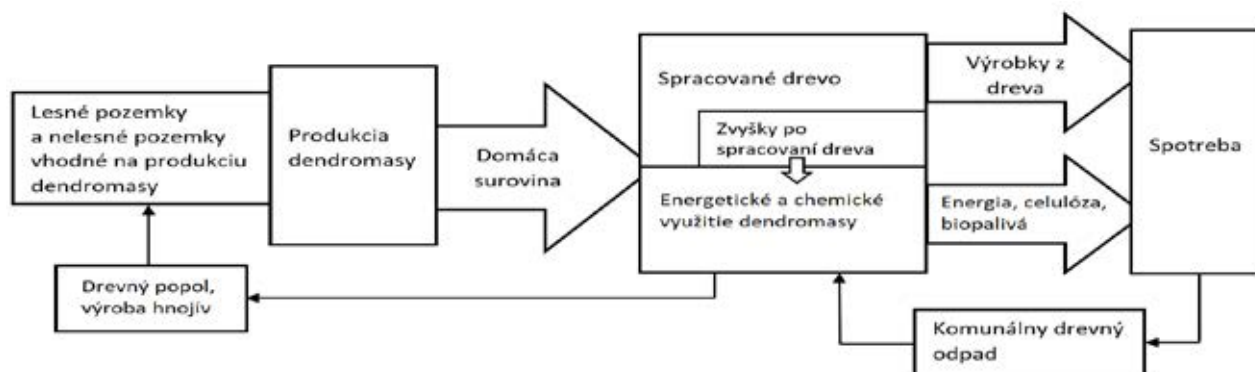 Lesné pozemky
a nelesné pozemky
vhodné na produkciu
dendromasy
Produkcia
dendromasy
Domáca
surovina
Spracované drevo
Zvyšky po
spracovaní dreva
Energetické a chemické
využitie dendromasy
Výrobky z
dreva
Energia, celulóza,
biopalivá
Spotreba
Drevný popol,
výroba hnojív
Komunálny drevný
odpad